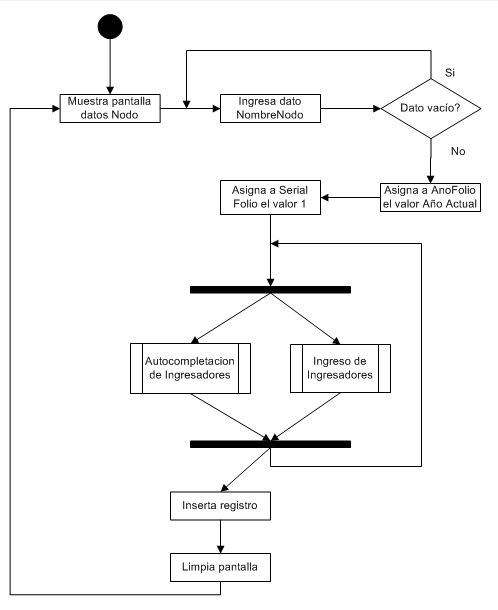 Muestra pantalla
datos Nodo
Ingresa dato
NombreNodo
Si
Dato vacío?
No
Asigna a Serial
Folio el valor 1
Asigna a AnoFolio
el valor Año Actual
Autocompletacion
de Ingresadores
Ingreso de
Ingresadores
Inserta registro
Limpia pantalla